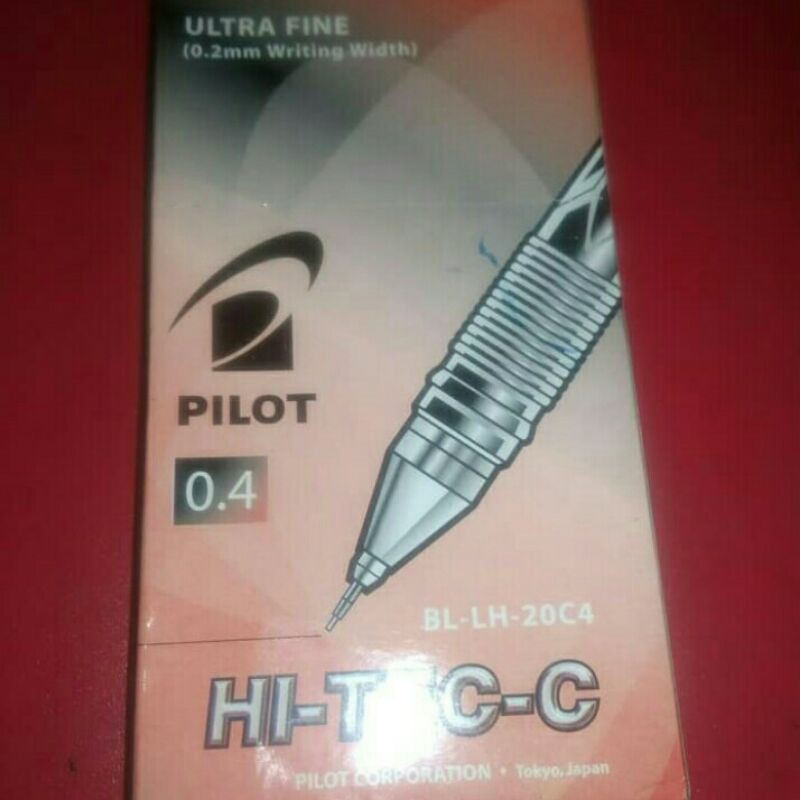 ULTRA FINE
(0.2mm Writing Width)
PILOT
0.4
BL-LH-20C4
HI-TEC-C
PILOT CORPORATION • Tokyo, Japan